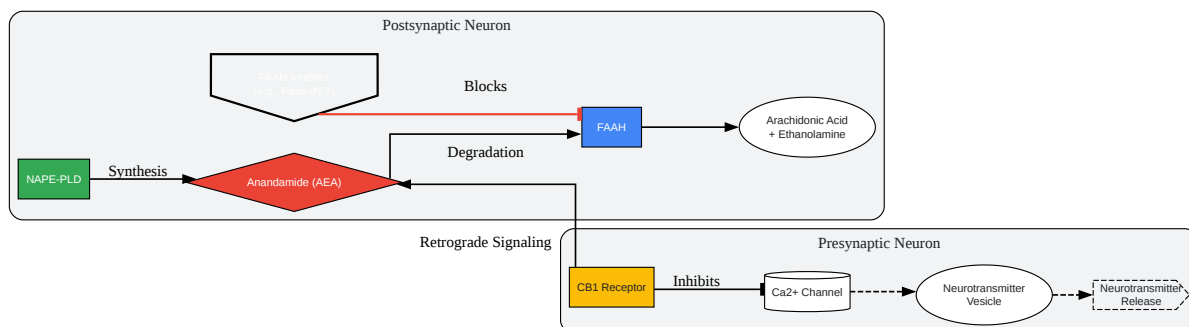 Postsynaptic Neuron
FAAH Inhibitor
(e.g., Faah-IN-7)
Blocks
FAAH
Arachidonic Acid
+ Ethanolamine
Degradation
NAPE-PLD
Synthesis
Anandamide (AEA)
Retrograde Signaling
Presynaptic Neuron
CB1 Receptor
Inhibits
Ca2+ Channel
Neurotransmitter
Vesicle
Neurotransmitter
Release